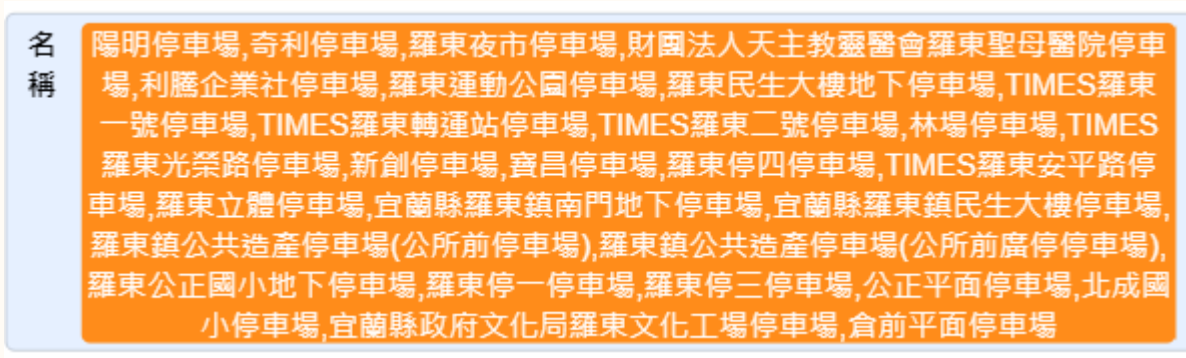 名稱
陽明停車場,奇利停車場,羅東夜市停車場,財團法人天主教靈醫會羅東聖母醫院停車
場,利騰企業社停車場,羅東運動公園停車場,羅東民生大樓地下停車場,TIMES羅東
一號停車場,TIMES羅東轉運站停車場,TIMES羅東二號停車場,林場停車場,TIMES
羅東光榮路停車場,新創停車場,寶昌停車場,羅東停四停車場,TIMES羅東安平路停
車場,羅東立體停車場,宜蘭縣羅東鎮南門地下停車場,宜蘭縣羅東鎮民生大樓停車場,
羅東鎮公共造產停車場(公所前停車場),羅東鎮公共造產停車場(公所前廣停停車場),
羅東公正國小地下停車場,羅東停一停車場,羅東停三停車場,公正平面停車場,北成國
小停車場,宜蘭縣政府文化局羅東文化工場停車場,倉前平面停車場